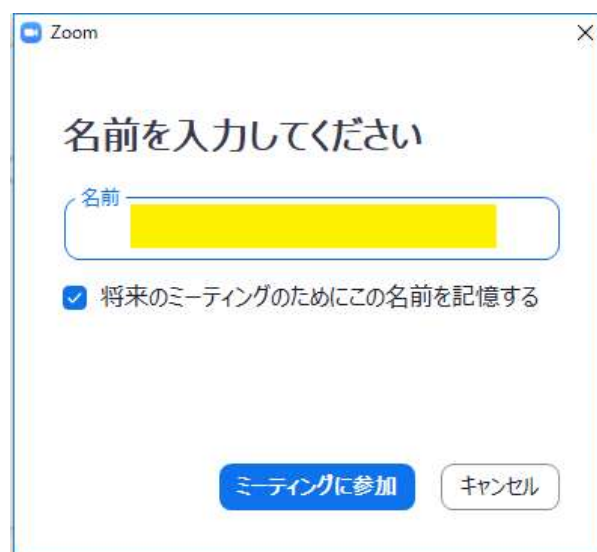 Zoom
名前を入力してください
名前
将来のミーティングのためにこの名前を記憶する
ミーティングに参加
キャンセル